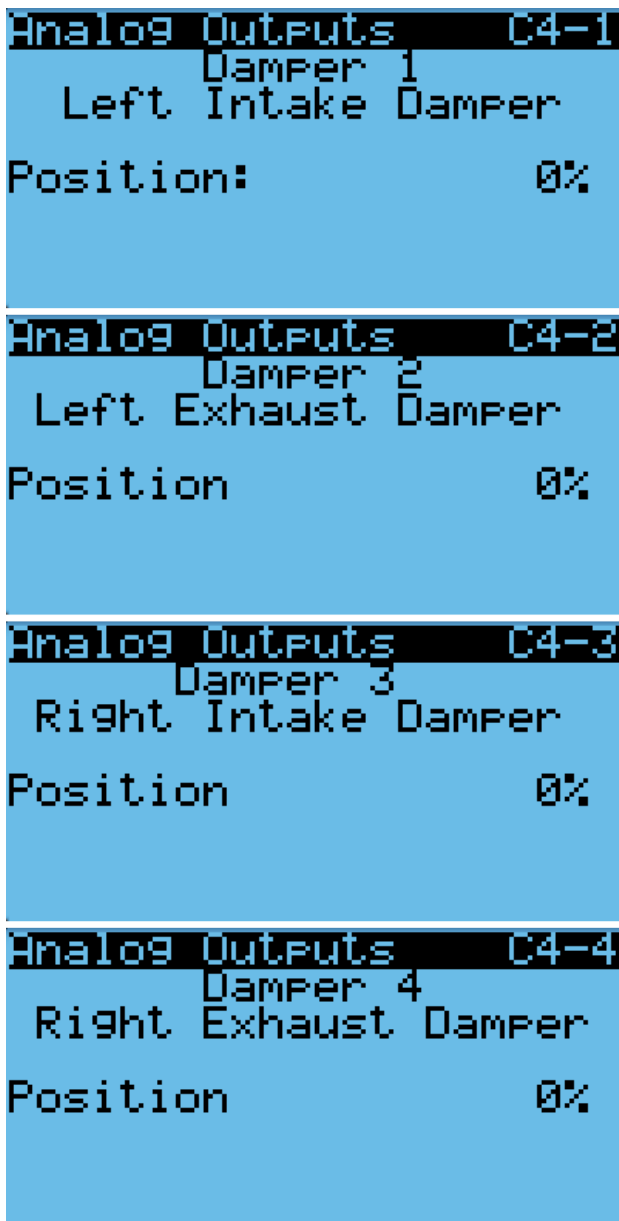 Analog Outputs C4-1
Damper 1
Left Intake Damper
Position: 0%
Analog Outputs C4-2
Damper 2
Left Exhaust Damper
Position 0%
Analog Outputs C4-3
Damper 3
Right Intake Damper
Position 0%
Analog Outputs C4-4
Damper 4
Right Exhaust Damper
Position 0%